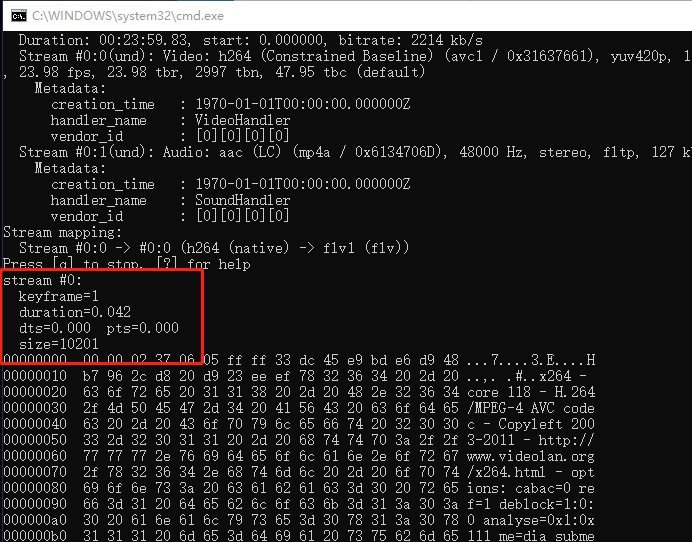 C:\WINDOWS\system32\cmd.exe
Duration: 00:23:59.83, start: 0.000000, bitrate: 2214 kb/s
Stream #0:0(und): Video: h264 (Constrained Baseline) (avc1 / 0x31637661), yuv420p, 1
, 23.98 fps, 23.98 tbr, 2997 tbn, 47.95 tbc (default)
Metadata:
creation_time : 1970-01-01T00:00:00.000000Z
handler_name : VideoHandler
vendor_id : [0][0][0][0]
Stream #0:1(und): Audio: aac (LC) (mp4a / 0x6134706D), 48000 Hz, stereo, fltp, 127 k
Metadata:
creation_time : 1970-01-01T00:00:00.000000Z
handler_name : SoundHandler
vendor_id : [0][0][0][0]
Stream mapping:
Stream #0:0 -> #0:0 (h264 (native) -> flv1 (flv))
Press [q] to stop, [?] for help
stream #0:
keyframe=1
duration=0.042
dts=0.000 pts=0.000
size=10201
00000000 00 00 02 37 06 05 ff ff 33 dc 45 e9 bd e6 d9 48 ...7....3.E....H
00000010 b7 96 2c d8 20 d9 23 ee ef 78 32 36 34 20 2d 20 ..,. .#..x264 -
00000020 63 6f 72 65 20 31 31 38 20 2d 20 48 2e 32 36 34 core 118 - H.264
00000030 2f 4d 50 45 47 2d 34 20 41 56 43 20 63 6f 64 65 /MPEG-4 AVC code
00000040 63 20 2d 20 43 6f 70 79 6c 65 66 74 20 32 30 30 c - Copyleft 200
00000050 33 2d 32 30 31 31 20 2d 20 68 74 74 70 3a 2f 2f 3-2011 - http://
00000060 77 77 77 2e 76 69 64 65 6f 6c 61 6e 2e 6f 72 67 www.videolan.org
00000070 2f 78 32 36 34 2e 68 74 6d 6c 20 2d 20 6f 70 74 /x264.html - opt
00000080 69 6f 6e 73 3a 20 63 61 62 61 63 3d 30 20 72 65 ions: cabac=0 re
00000090 66 3d 31 20 64 65 62 6c 6f 63 6b 3d 31 3a 30 3a f=1 deblock=1:0:
000000a0 30 20 61 6e 61 6c 79 73 65 3d 30 78 31 3a 30 78 0 analyse=0x1:0x
000000b0 31 31 31 20 6d 65 3d 64 69 61 20 73 75 62 6d 65 111 me=dia subme